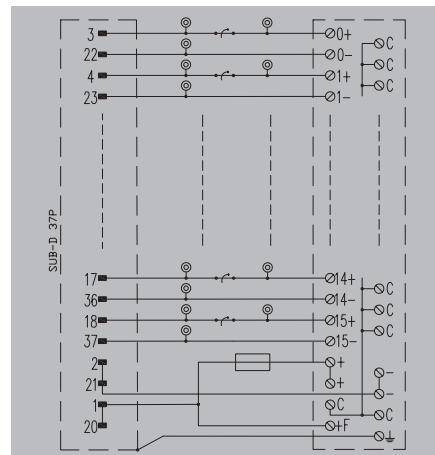 3 0+ C
22 0- C
4 1+ C
23 1-
SUB-D 37P
17 14+ C
36 14- C
18 15+ C
37 15-
2 + -
21 + -
1 C C
20 +F